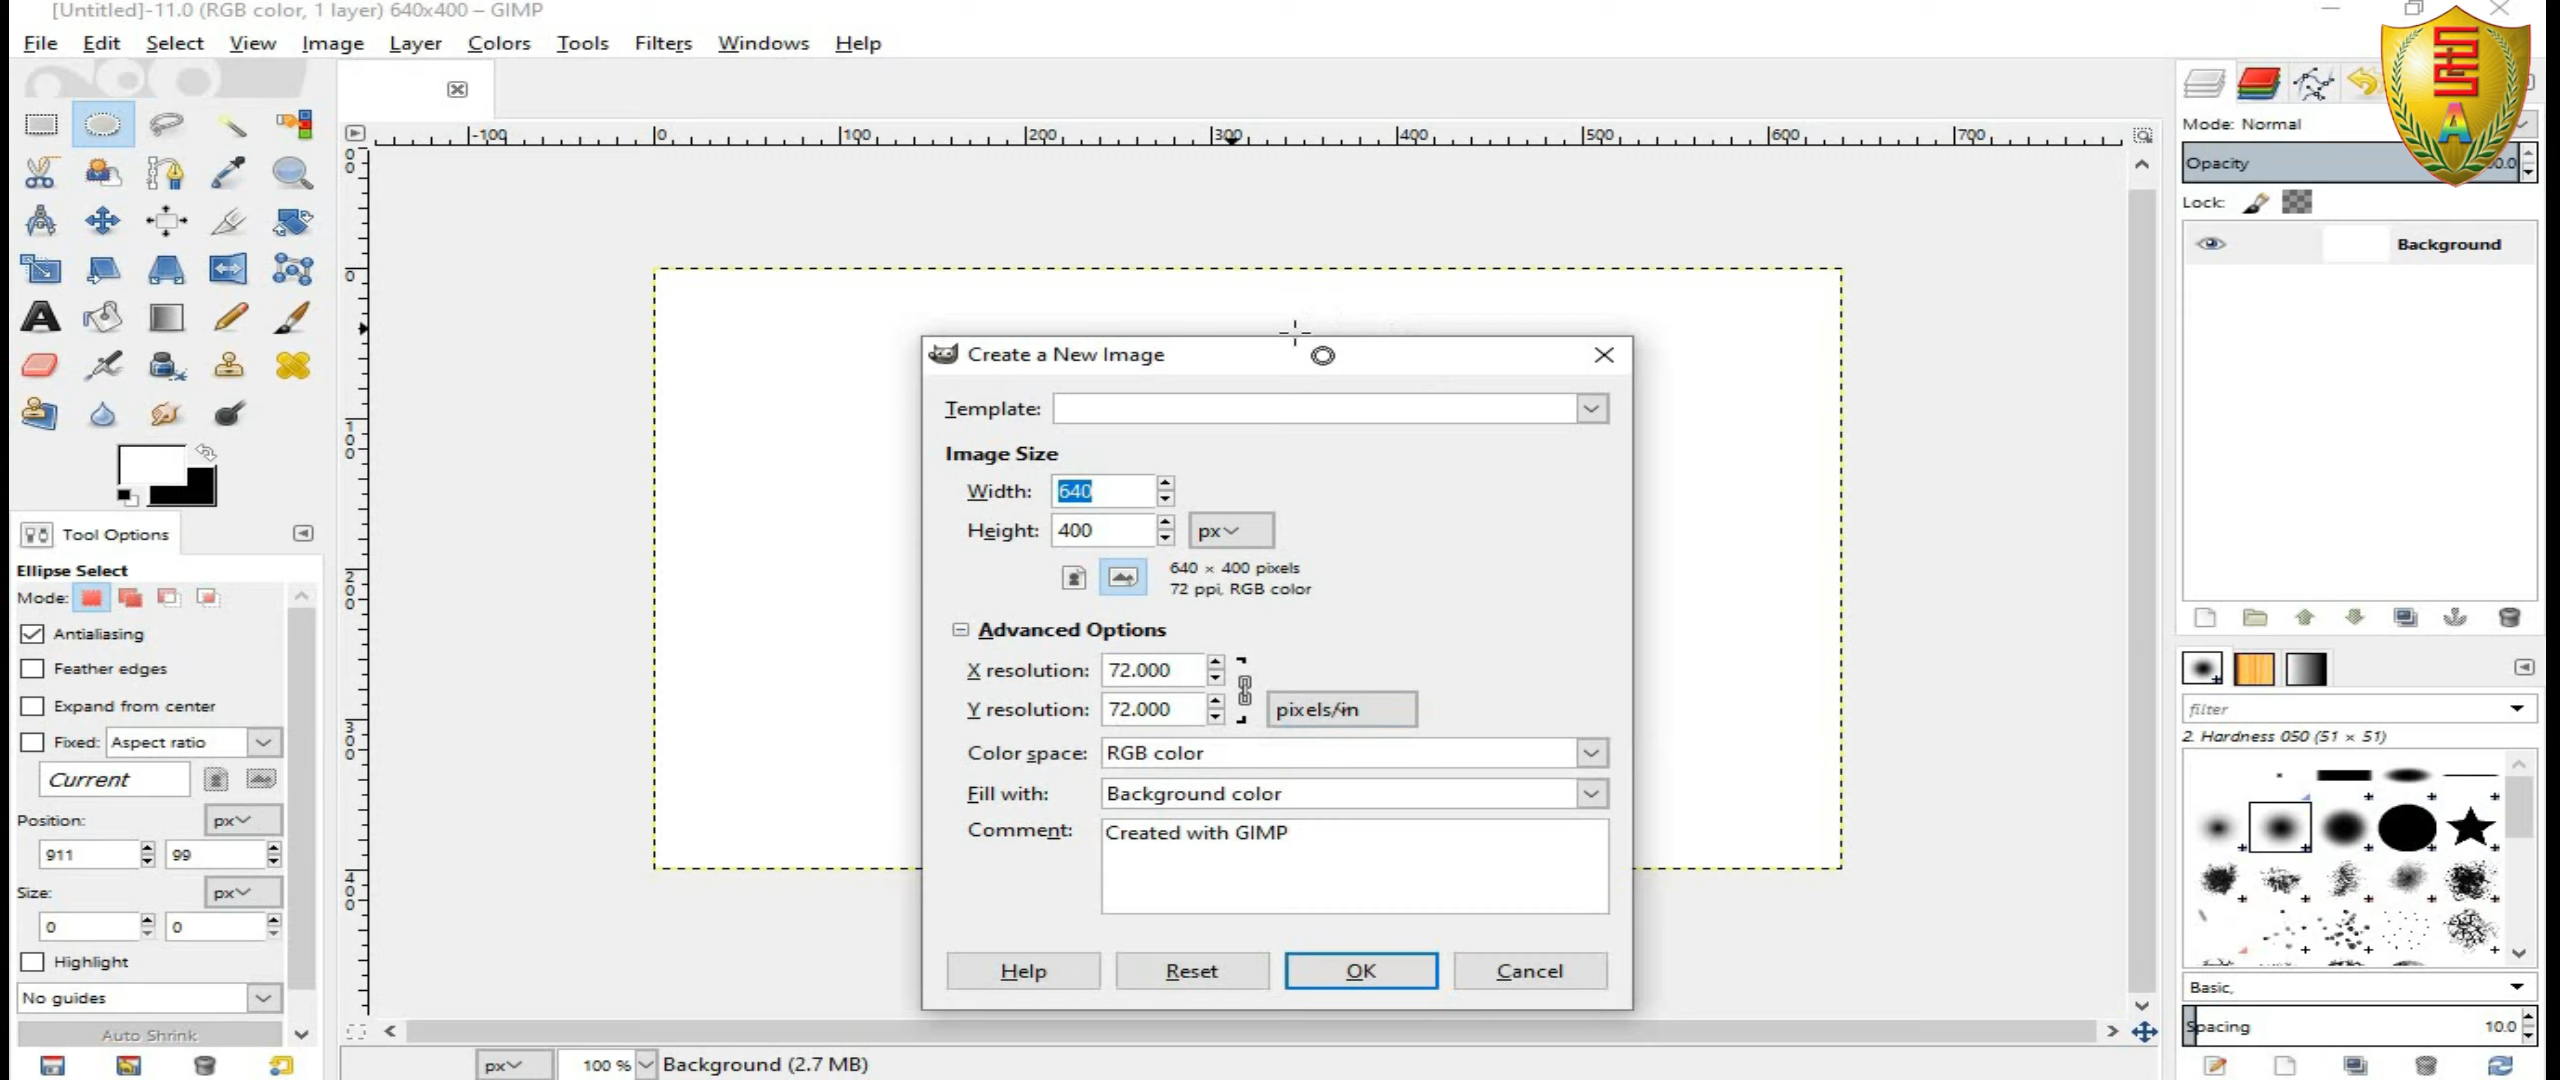 [Untitled]-11.0 (RGB color, 1 layer) 640x400 – GIMP
File Edit Select View Image Layer Colors Tools Filters Windows Help
-100 0 100 200 300 400 500 600 700
0
100
200
300
400
Tool Options
Ellipse Select
Mode:
Antialiasing
Feather edges
Expand from center
Fixed: Aspect ratio
Current
Position: px
911 99
Size: px
0 0
Highlight
No guides
Auto Shrink
Create a New Image
Template:
Image Size
Width: 640
Height: 400 px
640 × 400 pixels
72 ppi, RGB color
Advanced Options
X resolution: 72.000
Y resolution: 72.000 pixels/in
Color space: RGB color
Fill with: Background color
Comment: Created with GIMP
Help Reset OK Cancel
px 100 % Background (2.7 MB)
Mode: Normal
Opacity
Lock:
Background
filter
2. Hardness 050 (51 × 51)
Basic,
Spacing 10.0
A